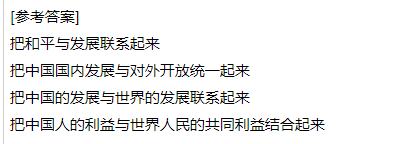 [参考答案]
把和平与发展联系起来
把中国国内发展与对外开放统一起来
把中国的发展与世界的发展联系起来
把中国人的利益与世界人民的共同利益结合起来